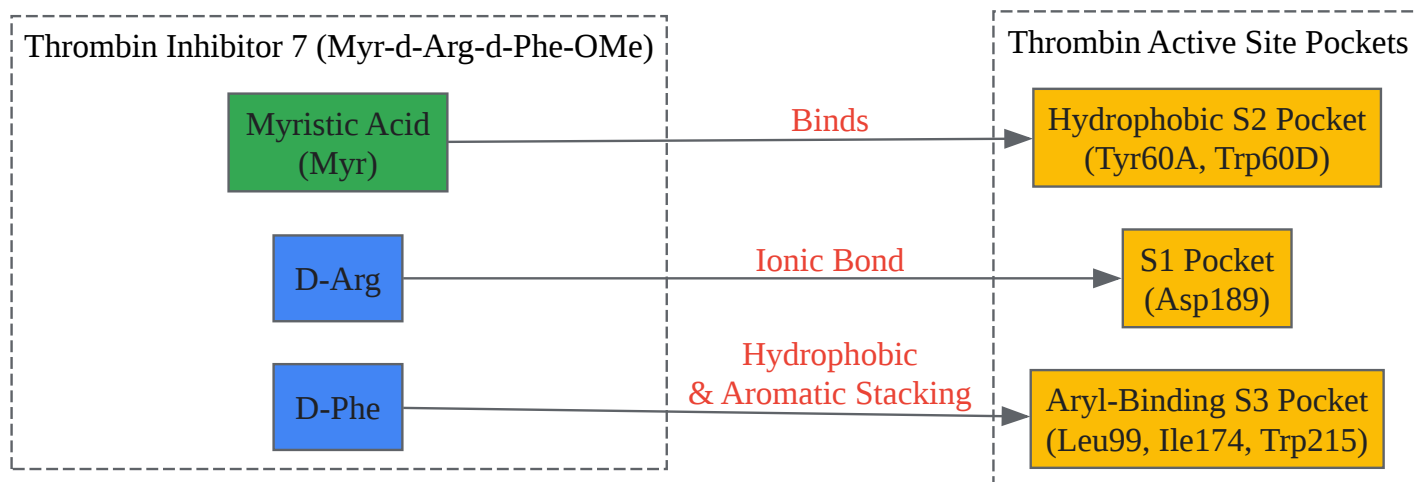 Thrombin Inhibitor 7 (Myr-d-Arg-d-Phe-OMe)
Myristic Acid
(Myr)
D-Arg
D-Phe
Binds
Ionic Bond
Hydrophobic
& Aromatic Stacking
Thrombin Active Site Pockets
Hydrophobic S2 Pocket
(Tyr60A, Trp60D)
S1 Pocket
(Asp189)
Aryl-Binding S3 Pocket
(Leu99, Ile174, Trp215)